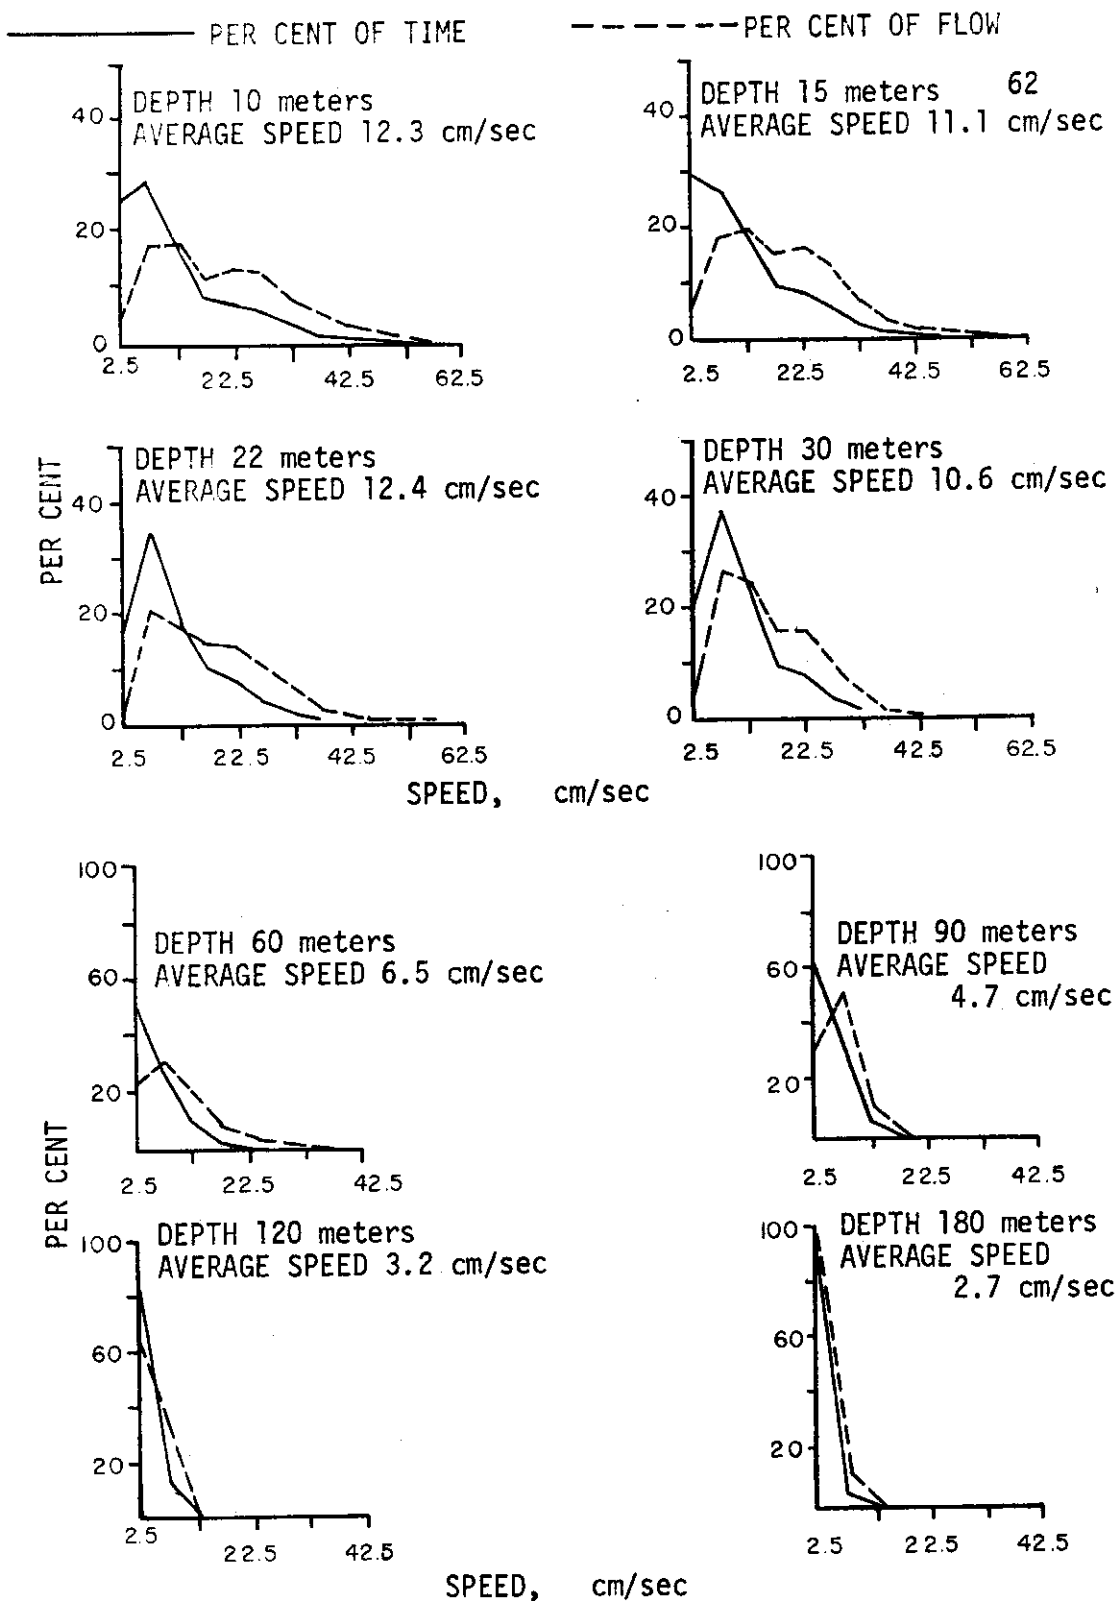 PER CENT OF TIME
PER CENT OF FLOW
DEPTH 10 meters
AVERAGE SPEED 12.3 cm/sec
40
20
0
2.5 22.5 42.5 62.5
DEPTH 15 meters 62
AVERAGE SPEED 11.1 cm/sec
40
20
0
2.5 22.5 42.5 62.5
PER CENT
DEPTH 22 meters
AVERAGE SPEED 12.4 cm/sec
40
20
0
2.5 22.5 42.5 62.5
DEPTH 30 meters
AVERAGE SPEED 10.6 cm/sec
40
20
0
2.5 22.5 42.5 62.5
SPEED, cm/sec
PER CENT
100
60
20
DEPTH 60 meters
AVERAGE SPEED 6.5 cm/sec
2.5 22.5 42.5
100
60
20
DEPTH 90 meters
AVERAGE SPEED
4.7 cm/sec
2.5 22.5 42.5
100
60
20
DEPTH 120 meters
AVERAGE SPEED 3.2 cm/sec
2.5 22.5 42.5
100
60
20
DEPTH 180 meters
AVERAGE SPEED
2.7 cm/sec
2.5 22.5 42.5
SPEED, cm/sec